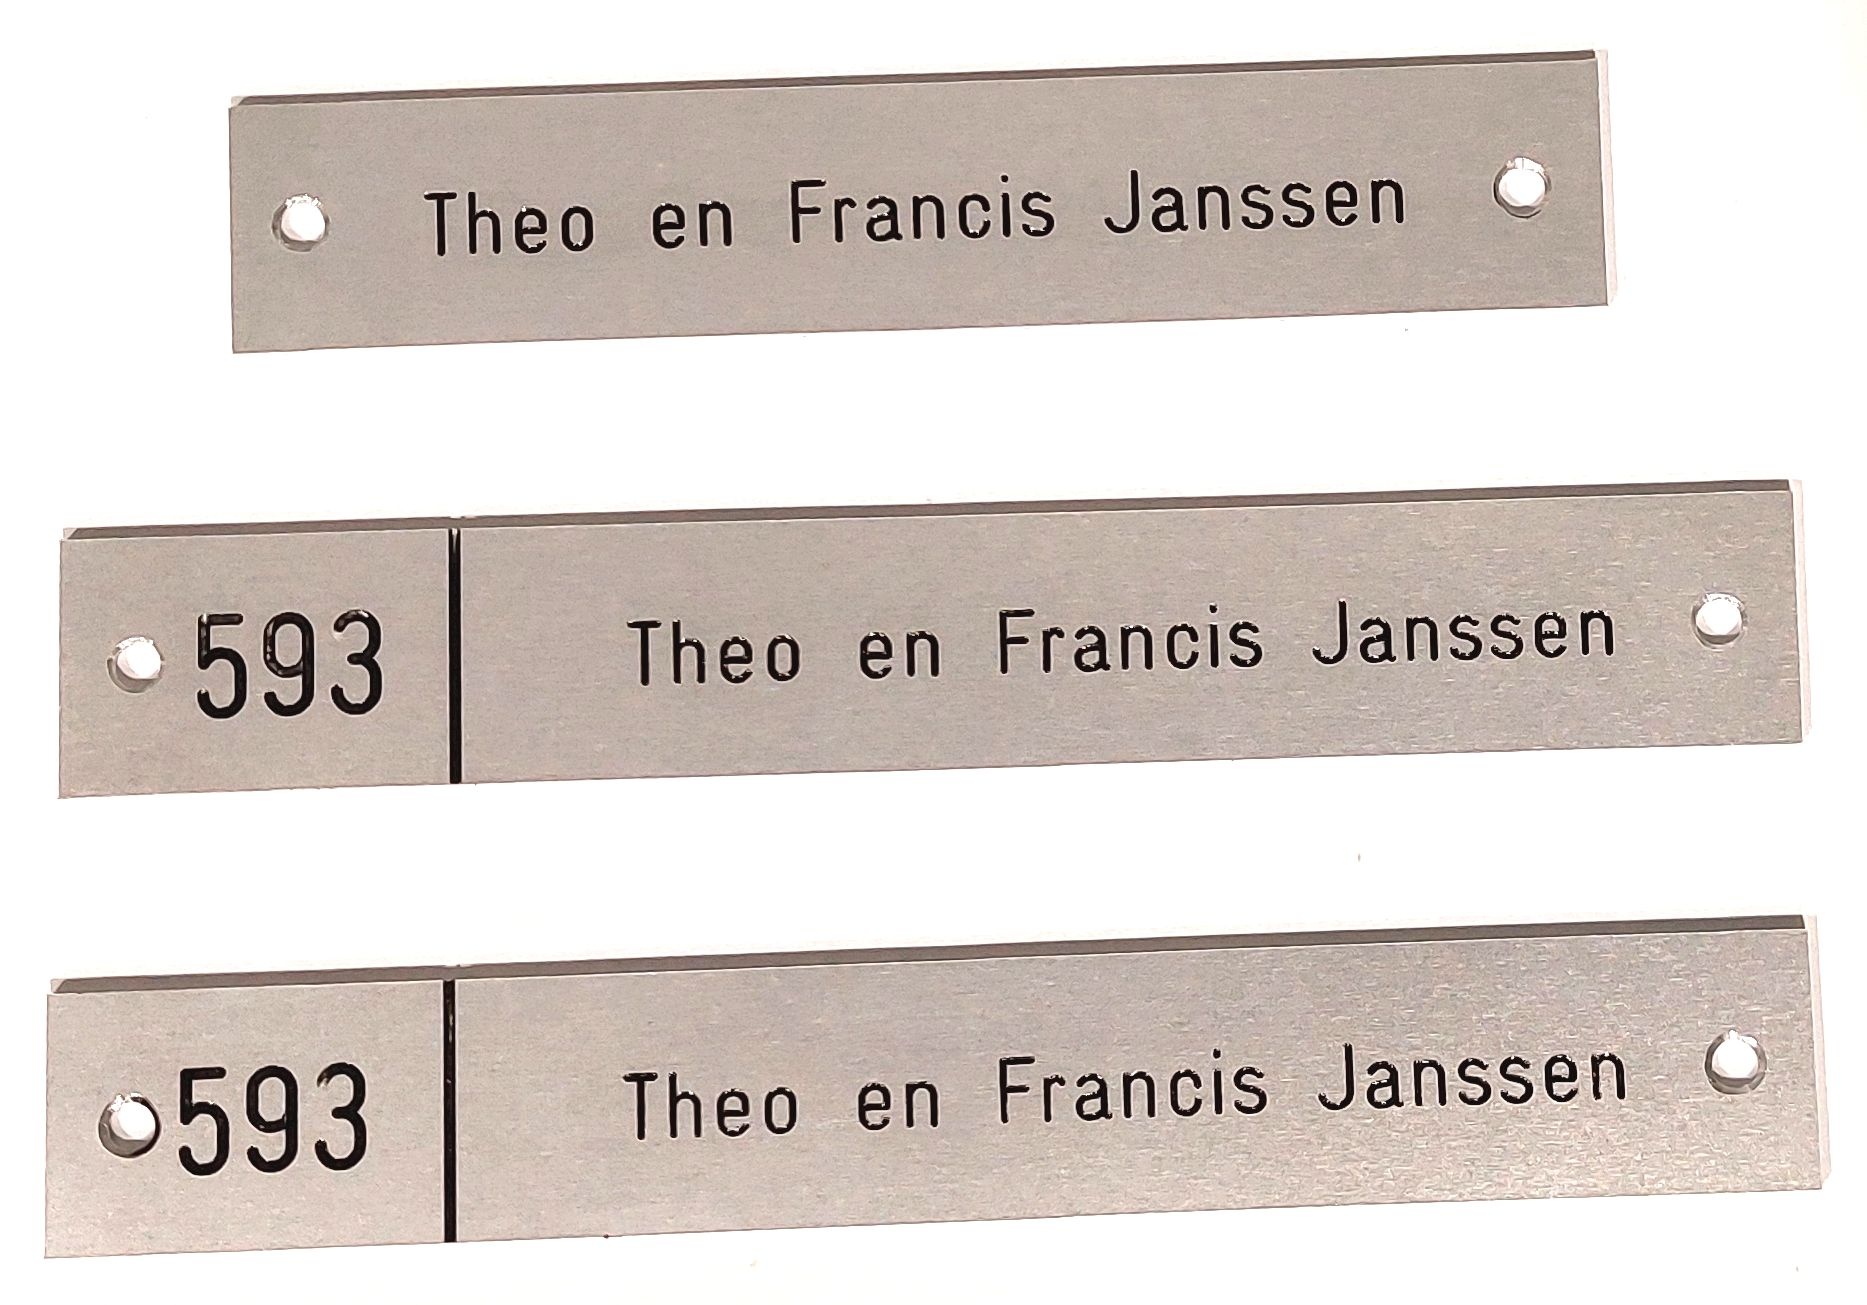 Theo en Francis Janssen
593 Theo en Francis Janssen
593 Theo en Francis Janssen